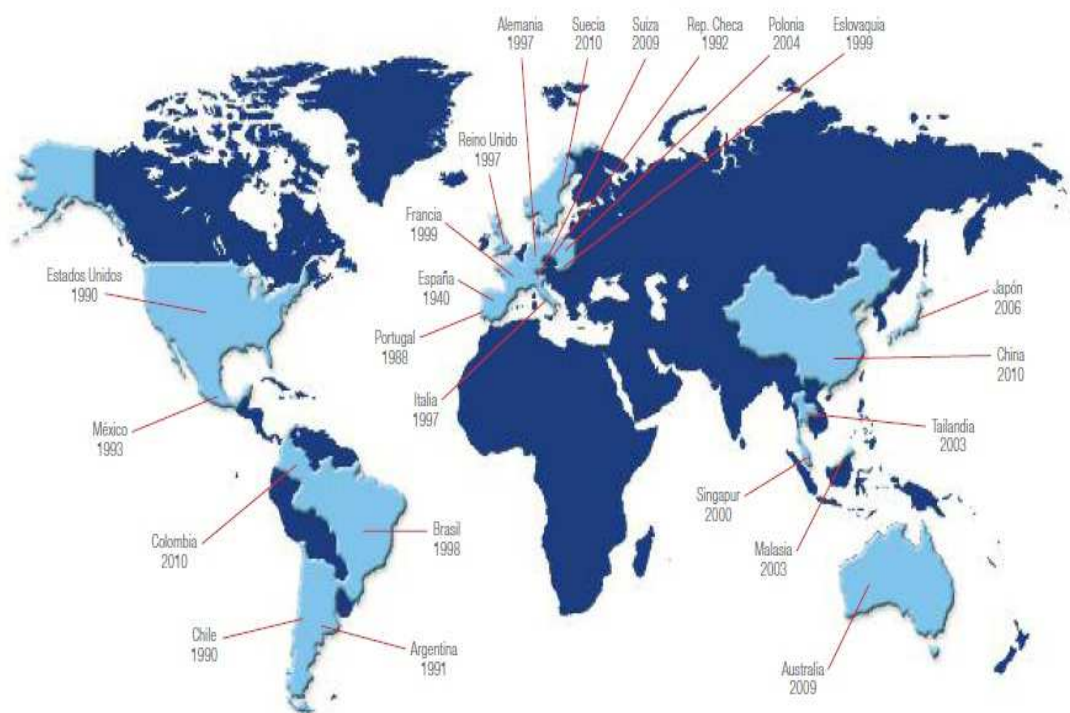 Alemania
1997
Suecia
2010
Suiza
2009
Rep. Checa
1992
Polonia
2004
Eslovaquia
1999
Reino Unido
1997
Francia
1999
España
1940
Portugal
1988
Italia
1997
Estados Unidos
1990
México
1993
Colombia
2010
Brasil
1998
Chile
1990
Argentina
1991
Japón
2006
China
2010
Tailandia
2003
Singapur
2000
Malasia
2003
Australia
2009